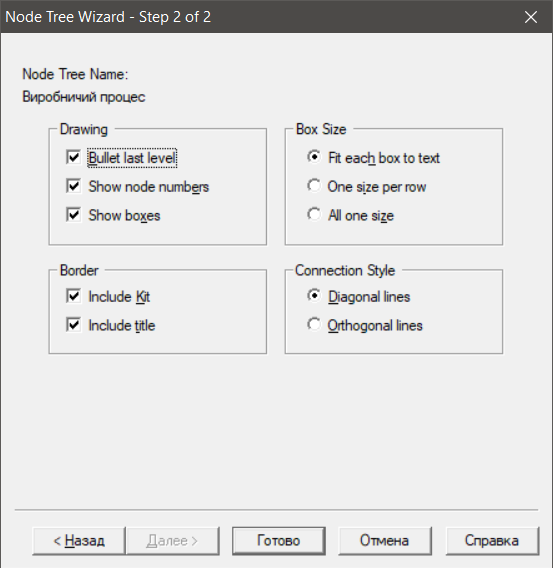 Node Tree Wizard - Step 2 of 2
Node Tree Name:
Виробничий процес
Drawing
Bullet last level
Show node numbers
Show boxes
Box Size
Fit each box to text
One size per row
All one size
Border
Include Kit
Include title
Connection Style
Diagonal lines
Orthogonal lines
< Назад
Далее >
Готово
Отмена
Справка